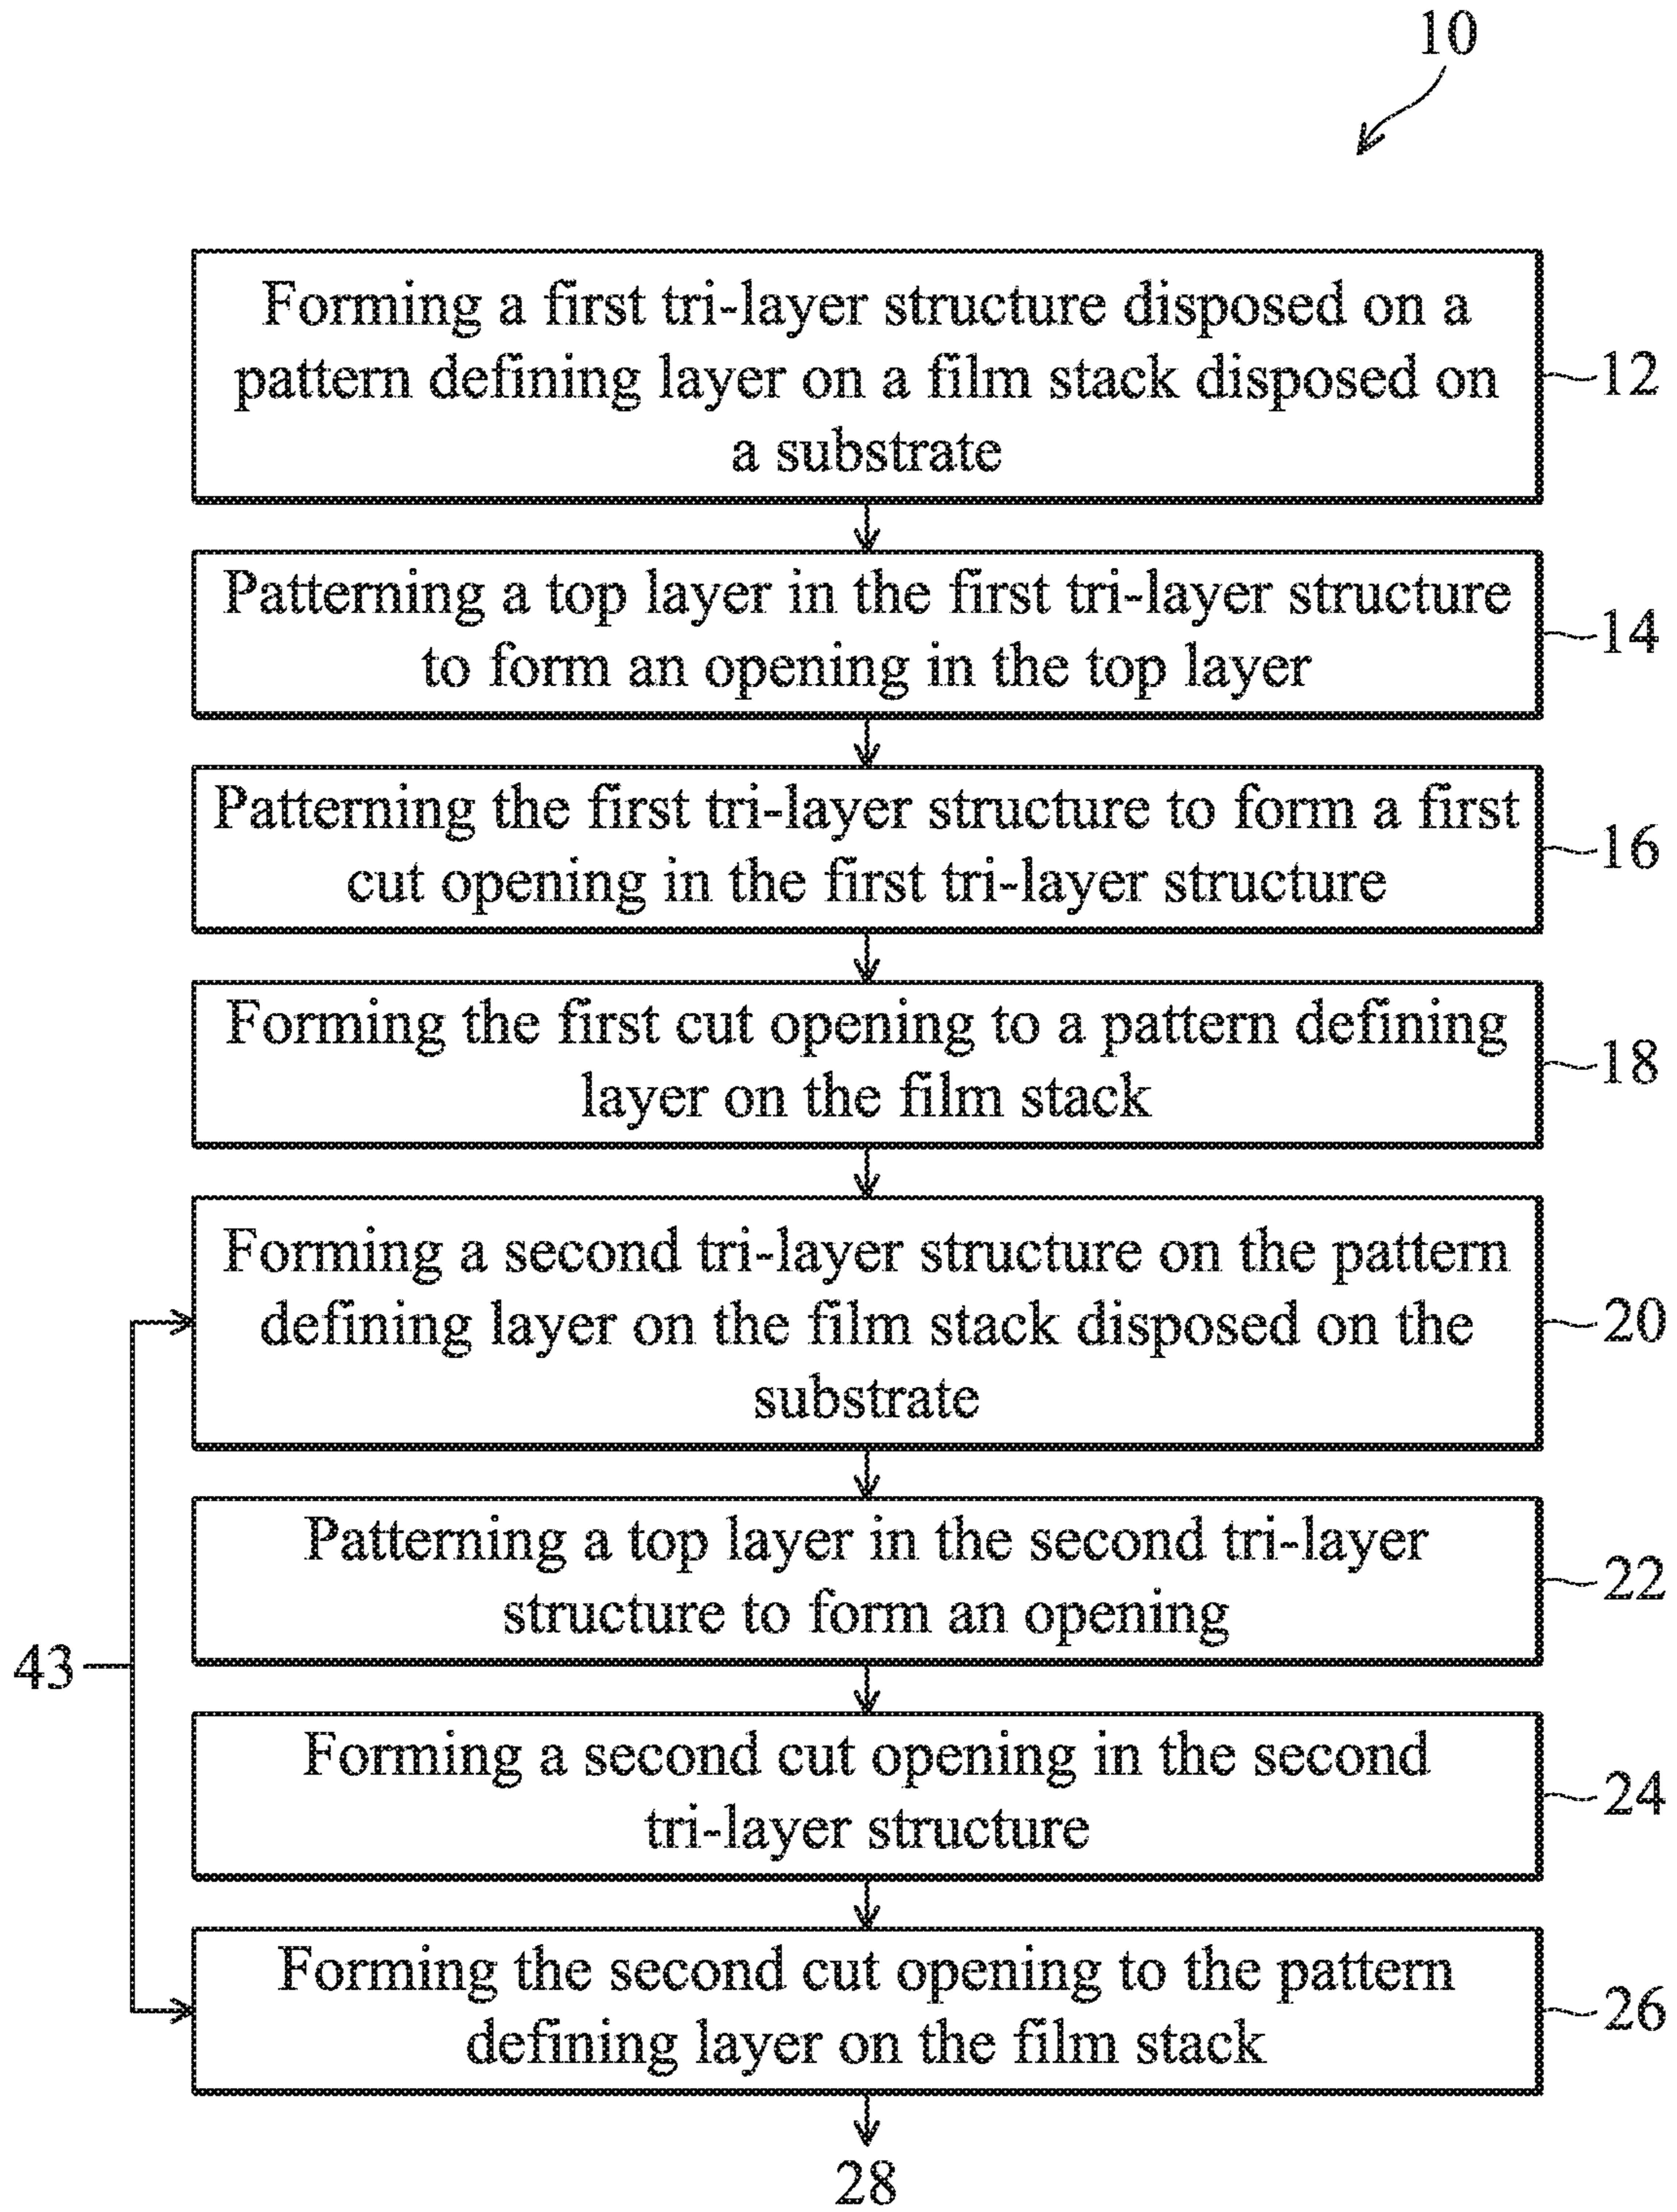 10
Forming a first tri-layer structure disposed on a
pattern defining layer on a film stack disposed on
a substrate
12
Patterning a top layer in the first tri-layer structure
to form an opening in the top layer
14
Patterning the first tri-layer structure to form a first
cut opening in the first tri-layer structure
16
Forming the first cut opening to a pattern defining
layer on the film stack
18
Forming a second tri-layer structure on the pattern
defining layer on the film stack disposed on the
substrate
20
Patterning a top layer in the second tri-layer
structure to form an opening
22
43
Forming a second cut opening in the second
tri-layer structure
24
Forming the second cut opening to the pattern
defining layer on the film stack
26
28